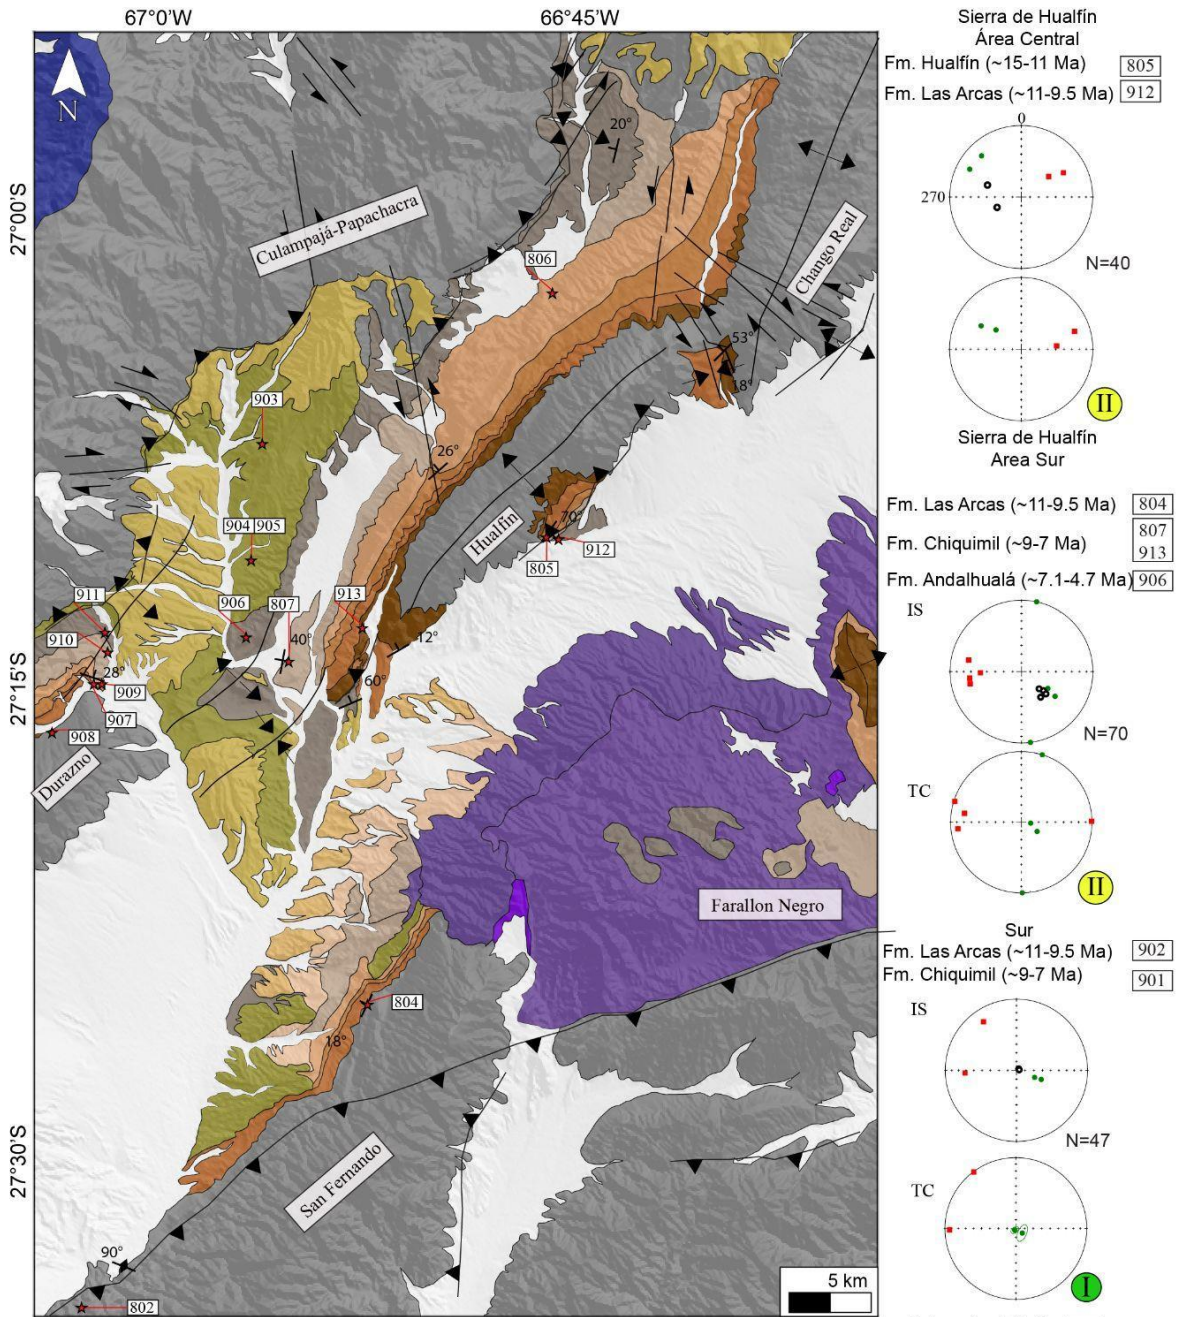 67°0'W
66°45'W
27°00'S
27°15'S
27°30'S
N
20°
Culampajá-Papachacra
Chango Real
806
53°
18°
903
26°
Hualfín
70°
904
905
805
912
911
906
807
913
910
40°
12°
28°
60°
909
907
908
Durazno
Farallon Negro
804
18°
San Fernando
90°
802
5 km
Sierra de Hualfín
Área Central
Fm. Hualfín (~15-11 Ma)
805
Fm. Las Arcas (~11-9.5 Ma)
912
0
270
N=40
II
Sierra de Hualfín
Area Sur
Fm. Las Arcas (~11-9.5 Ma)
804
807
Fm. Chiquimil (~9-7 Ma)
913
Fm. Andalhualá (~7.1-4.7 Ma)
906
IS
N=70
TC
II
Sur
Fm. Las Arcas (~11-9.5 Ma)
902
Fm. Chiquimil (~9-7 Ma)
901
IS
N=47
TC
I